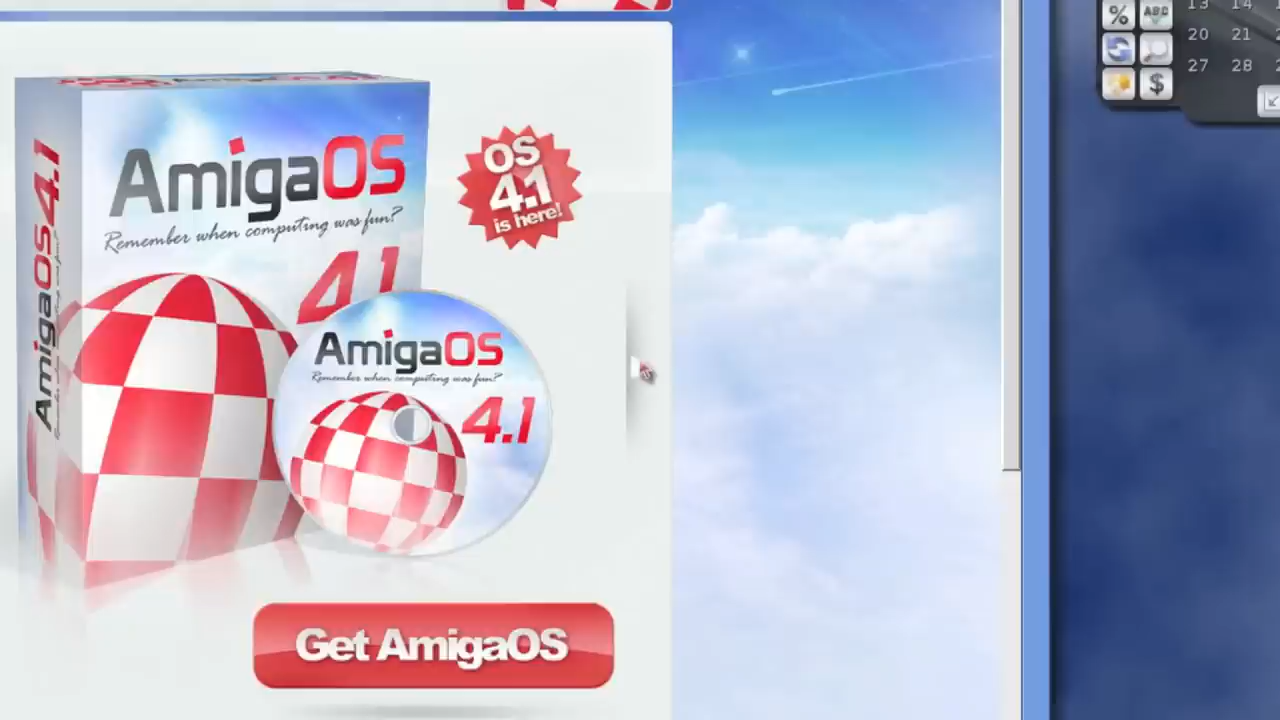 %
ABC
13 14
20 21
27 28
$
AmigaOS 4.1
AmigaOS
Remember when computing was fun?
4.1
OS
4.1
is here!
AmigaOS
Remember when computing was fun?
4.1
Get AmigaOS